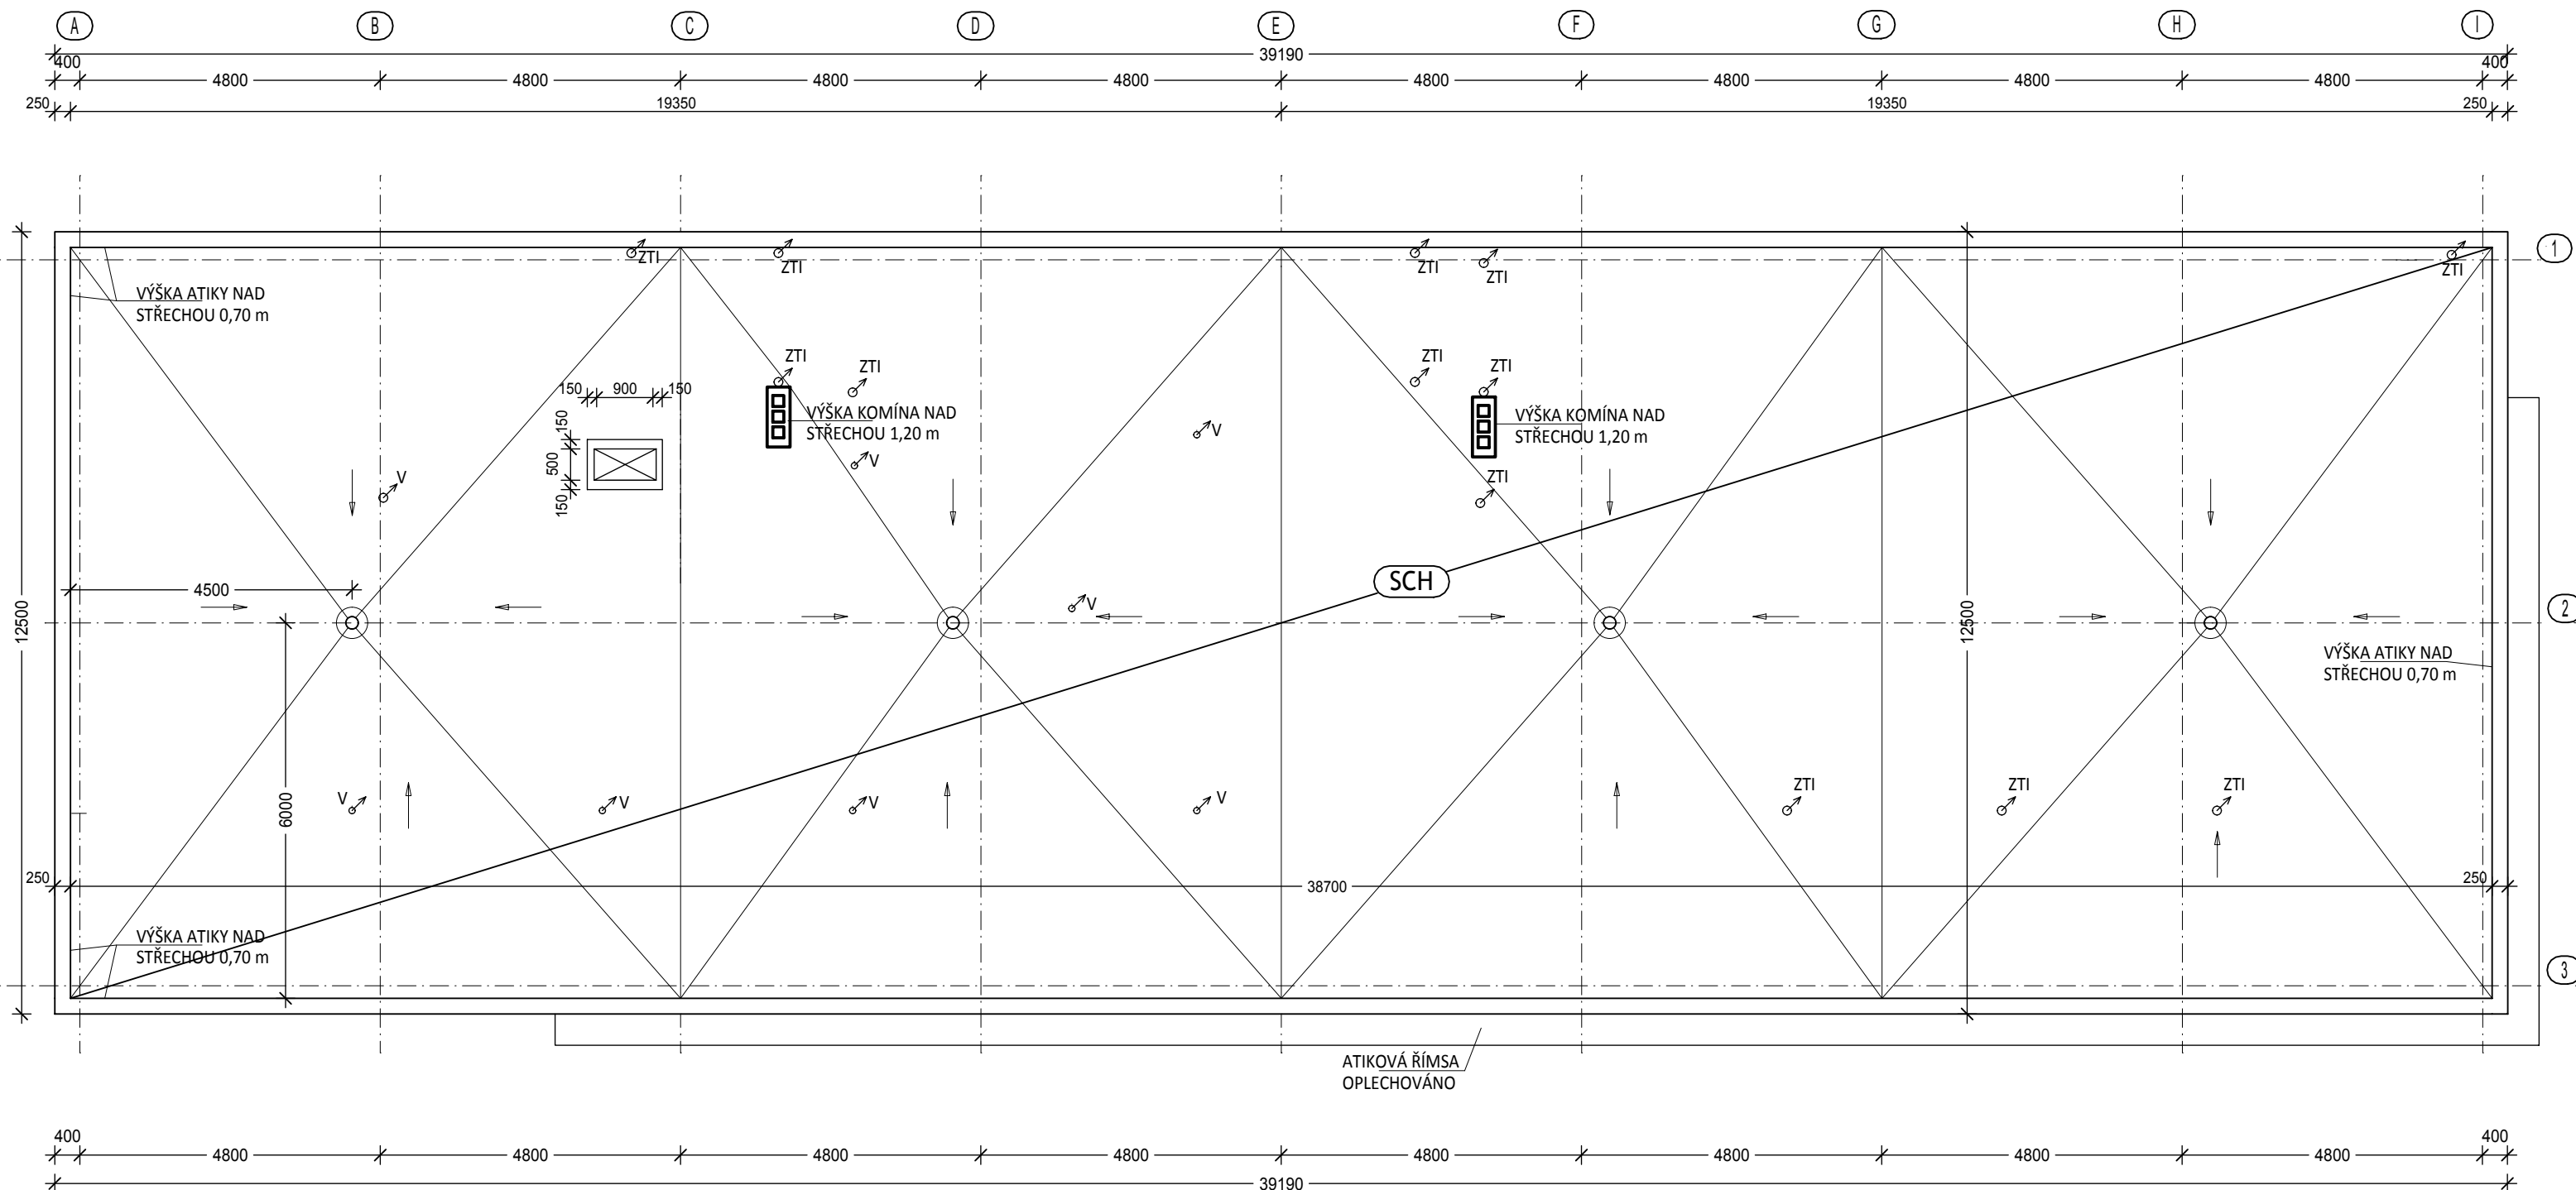 A B C D E F G H I
39190
400 4800 4800 4800 4800 4800 4800 4800 4800 400
250 19350 19350 250
1
ZTI ZTI ZTI ZTI ZTI
VÝŠKA ATIKY NAD
STŘECHOU 0,70 m
ZTI ZTI ZTI ZTI
150 900 150
VÝŠKA KOMÍNA NAD
STŘECHOU 1,20 m
VÝŠKA KOMÍNA NAD
STŘECHOU 1,20 m
150
500
150
V V V ZTI
SCH
4500
V
2
12500
12500
VÝŠKA ATIKY NAD
STŘECHOU 0,70 m
6000
V V V V ZTI ZTI ZTI
250 38700 250
VÝŠKA ATIKY NAD
STŘECHOU 0,70 m
3
ATIKOVÁ ŘÍMSA
OPLECHOVÁNO
400 4800 4800 4800 4800 4800 4800 4800 4800 400
39190